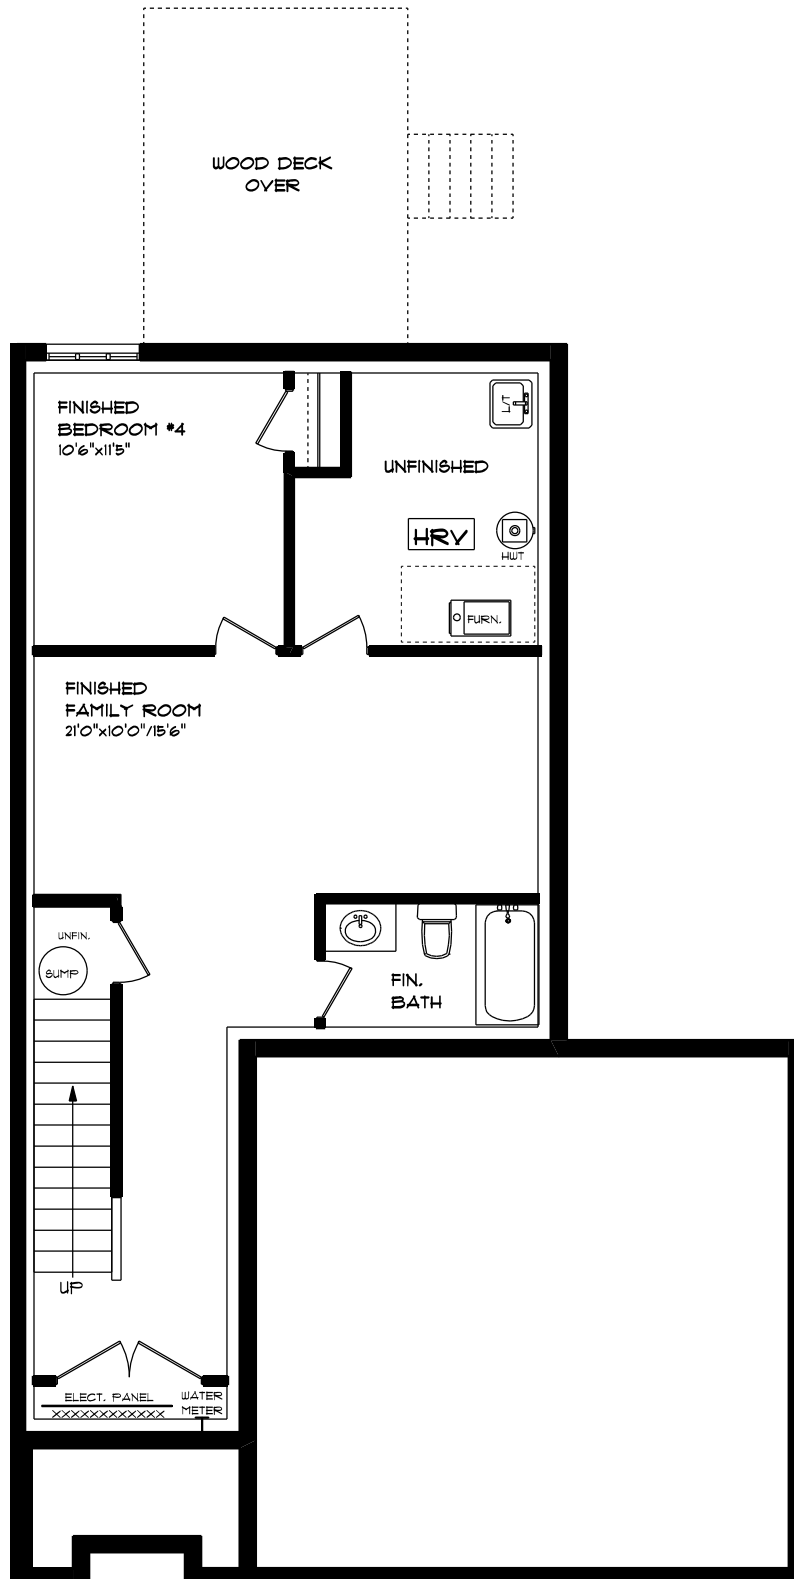 WOOD DECK
OVER
FINISHED
BEDROOM #4
10'6"x11'5"
L/T
UNFINISHED
HRV
HWT
FURN.
FINISHED
FAMILY ROOM
21'0"x10'0"/15'6"
UNFIN.
SUMP
FIN.
BATH
UP
ELECT. PANEL
WATER
METER
XXXXXXXXXXXX